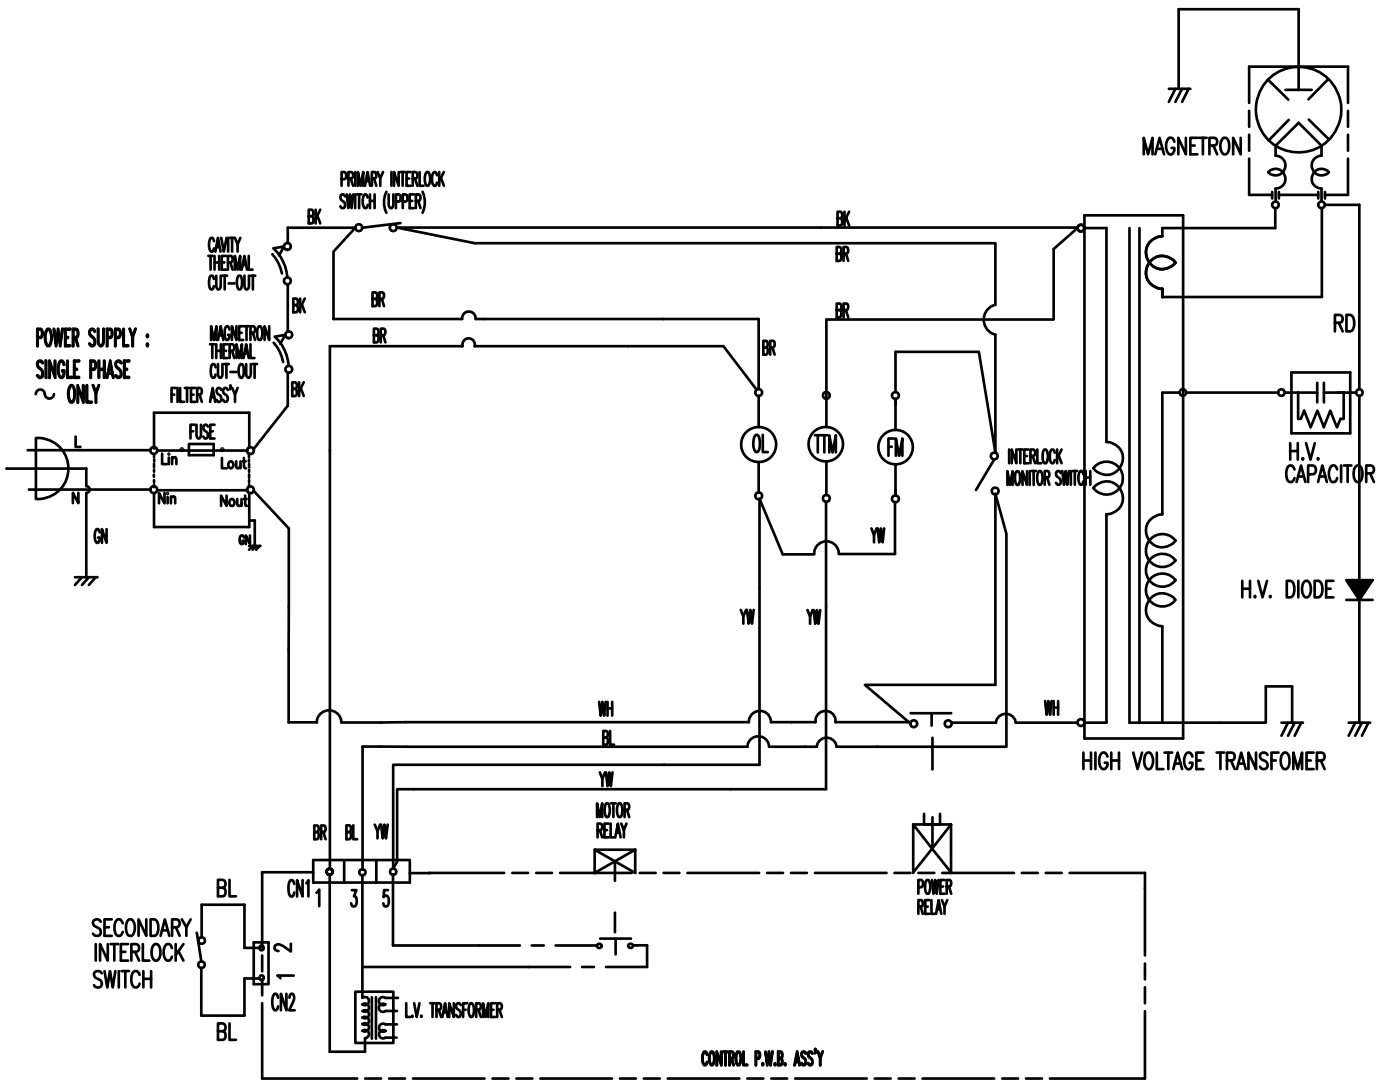 MAGNETRON
PRIMARY INTERLOCK
SWITCH (UPPER)
BK
BK
BR
CAVITY
THERMAL
CUT-OUT
BK
BR
BR
BR
BR
POWER SUPPLY :
SINGLE PHASE
~ ONLY
MAGNETRON
THERMAL
CUT-OUT
BK
RD
FILTER ASS'Y
FUSE
L
Lin
Lout
N
Nin
Nout
GN
GN
OL
TTM
FM
INTERLOCK
MONITOR SWITCH
H.V.
CAPACITOR
YW
H.V. DIODE
YW
YW
WH
WH
BL
YW
HIGH VOLTAGE TRANSFOMER
BR
BL
YW
MOTOR
RELAY
CN1
1
3
5
POWER
RELAY
BL
SECONDARY
INTERLOCK
SWITCH
2
1
CN2
BL
L.V. TRANSFORMER
CONTROL P.W.B. ASS'Y